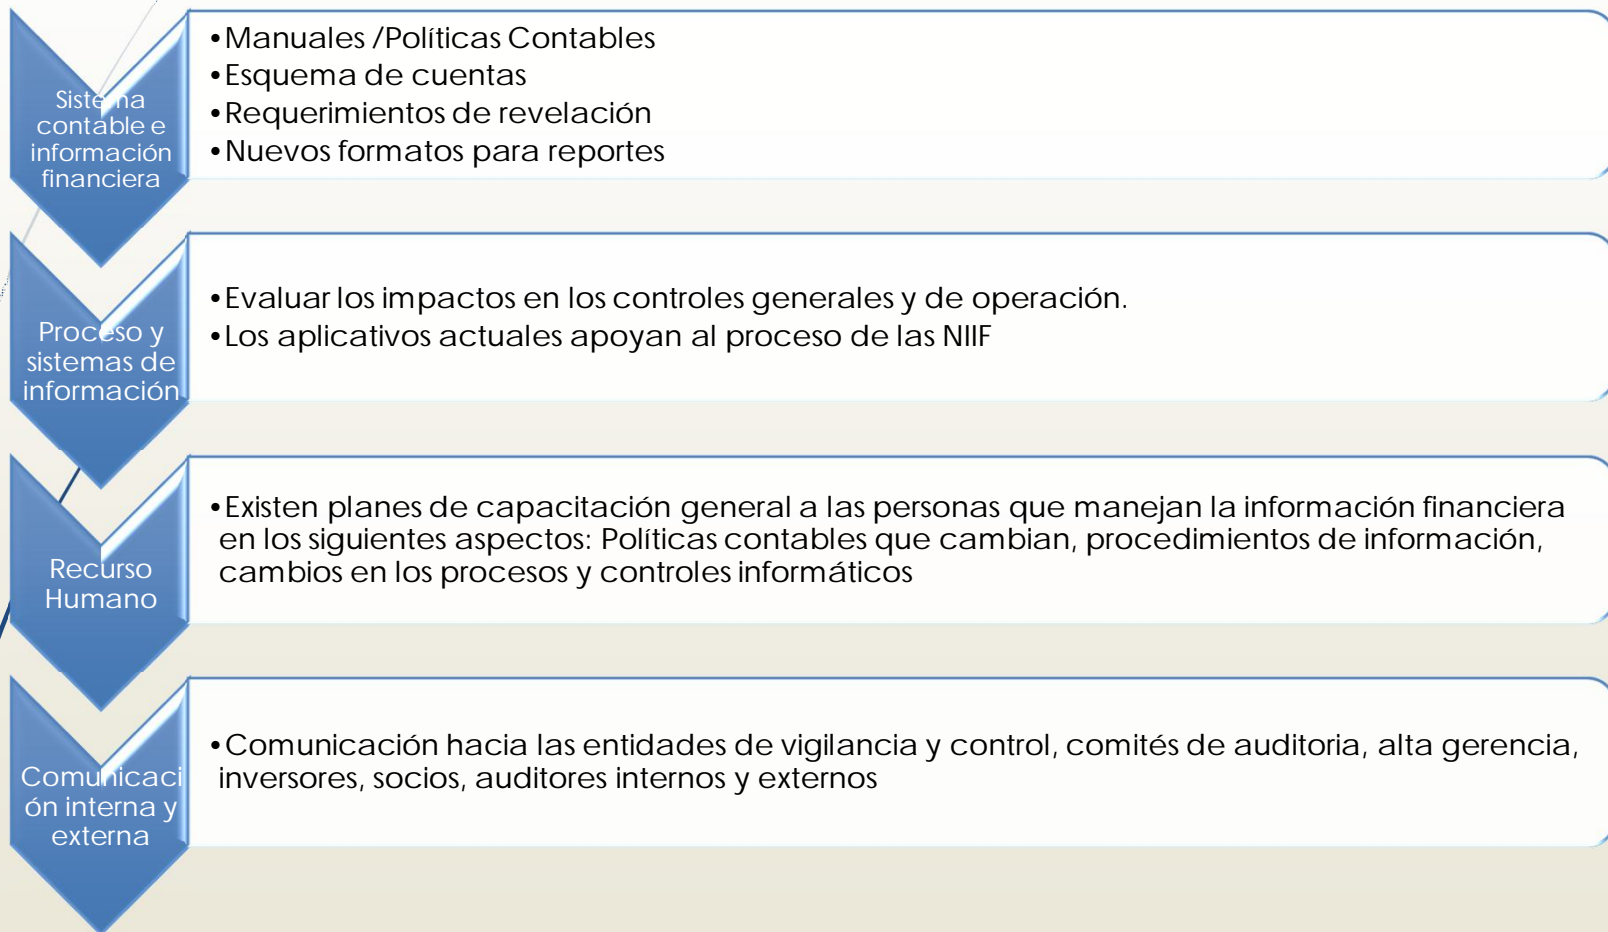 Sistema
contable e
información
financiera
•Manuales /Políticas Contables
•Esquema de cuentas
•Requerimientos de revelación
•Nuevos formatos para reportes
Proceso y
sistemas de
información
•Evaluar los impactos en los controles generales y de operación.
•Los aplicativos actuales apoyan al proceso de las NIIF
Recurso
Humano
•Existen planes de capacitación general a las personas que manejan la información financiera
en los siguientes aspectos: Políticas contables que cambian, procedimientos de información,
cambios en los procesos y controles informáticos
Comunicaci
ón interna y
externa
•Comunicación hacia las entidades de vigilancia y control, comités de auditoria, alta gerencia,
inversores, socios, auditores internos y externos